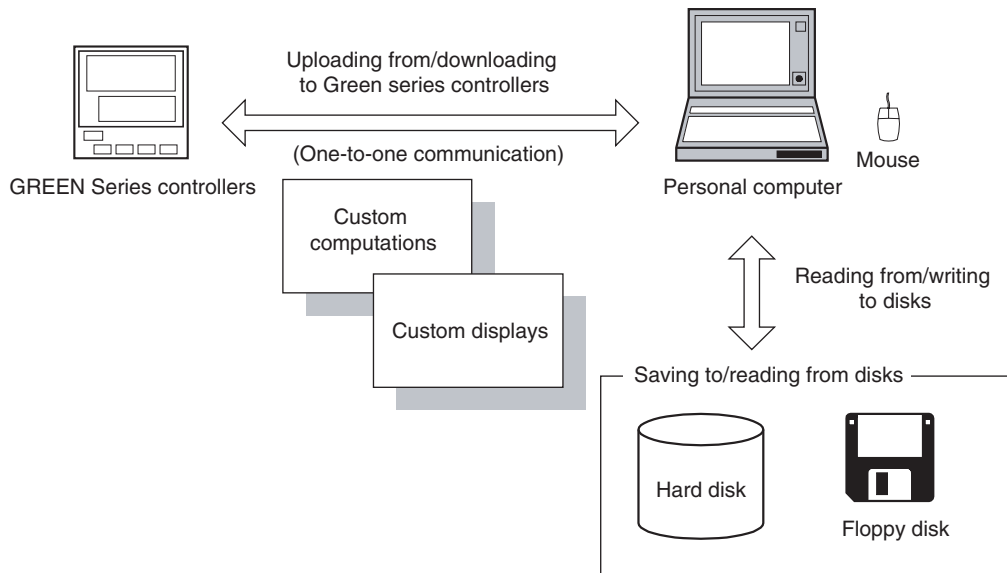 Uploading from/downloading
to Green series controllers
(One-to-one communication)
GREEN Series controllers
Personal computer
Mouse
Custom
computations
Custom displays
Reading from/writing
to disks
Saving to/reading from disks
Hard disk
Floppy disk